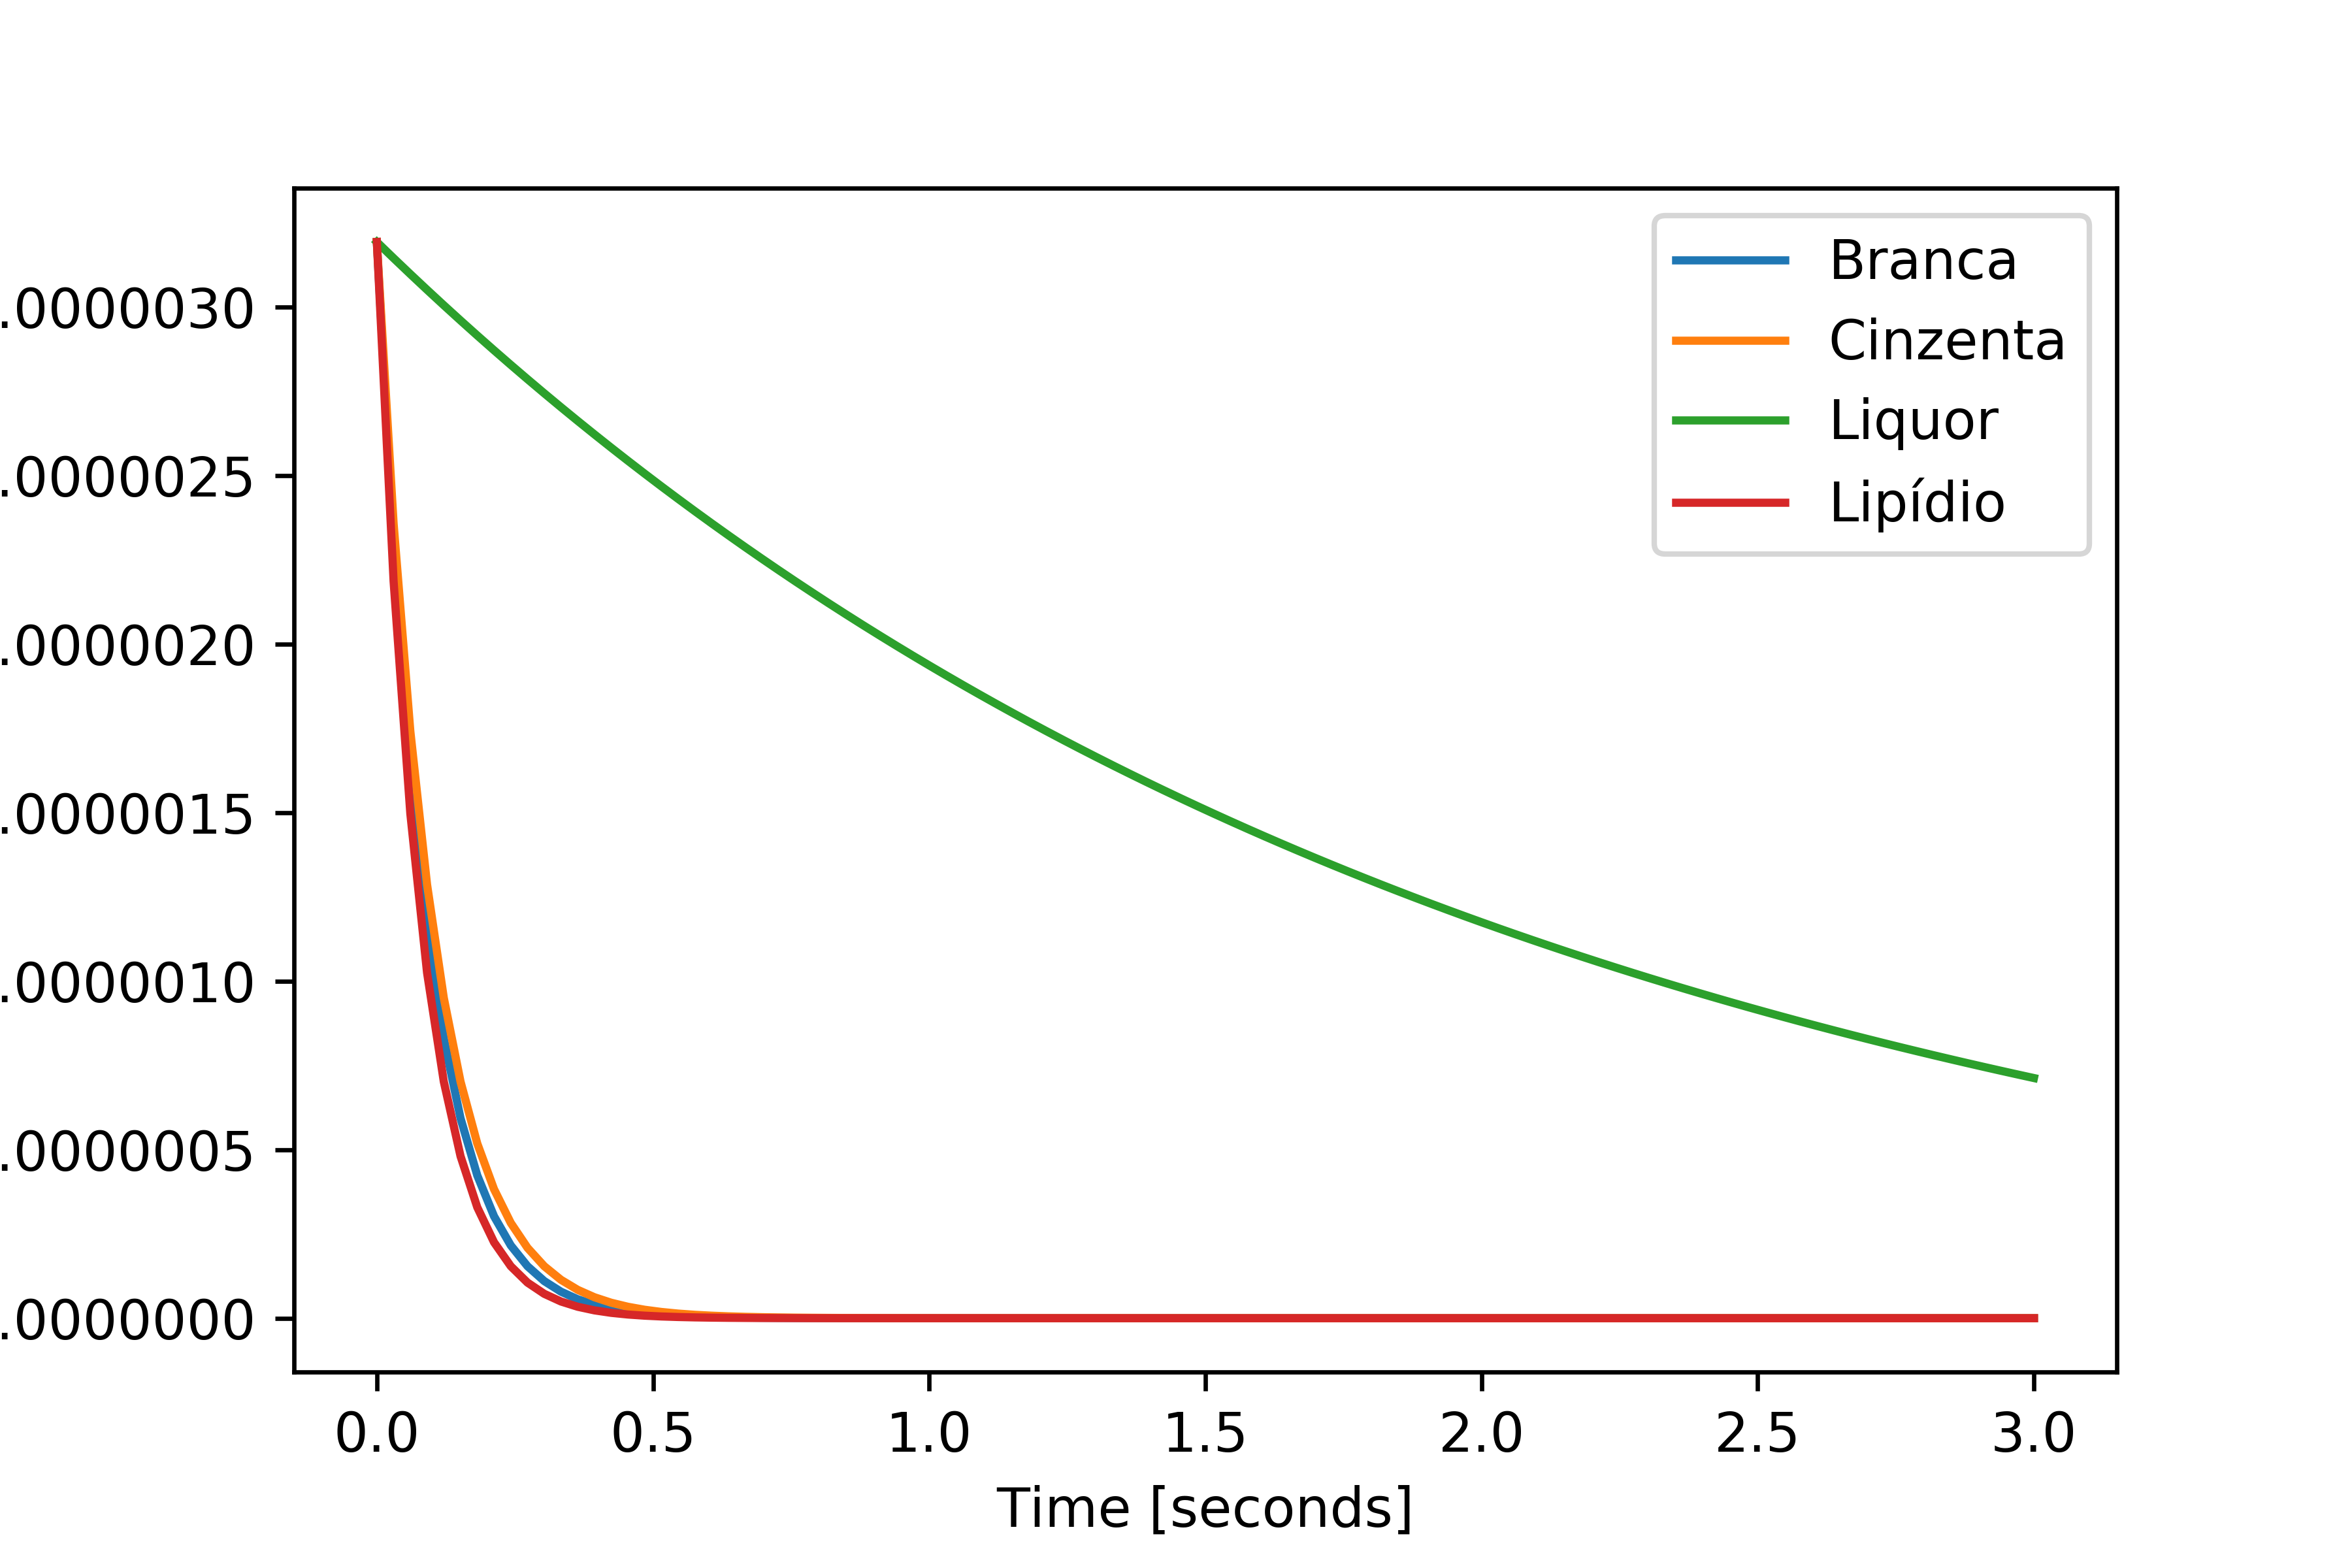 .0000030
.0000025
.0000020
.0000015
.0000010
.0000005
.0000000
0.0 0.5 1.0 1.5 2.0 2.5 3.0
Time [seconds]
Branca
Cinzenta
Liquor
Lipídio